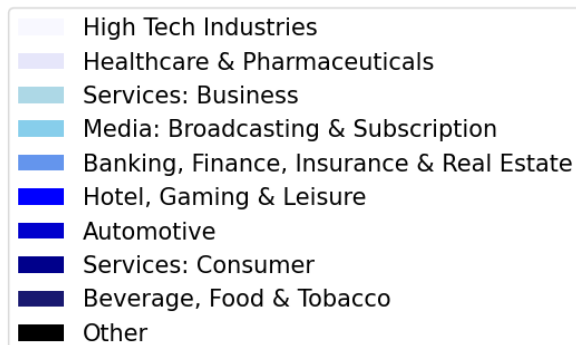 High Tech Industries
Healthcare & Pharmaceuticals
Services: Business
Media: Broadcasting & Subscription
Banking, Finance, Insurance & Real Estate
Hotel, Gaming & Leisure
Automotive
Services: Consumer
Beverage, Food & Tobacco
Other